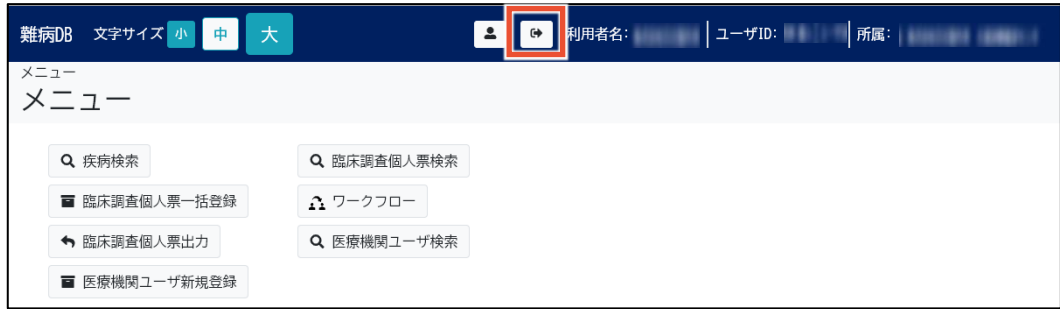 難病DB 文字サイズ 小 中 大 利用者名: ユーザID: 所属:
メニュー
メニュー
疾病検索 臨床調査個人票検索
臨床調査個人票一括登録 ワークフロー
臨床調査個人票出力 医療機関ユーザ検索
医療機関ユーザ新規登録